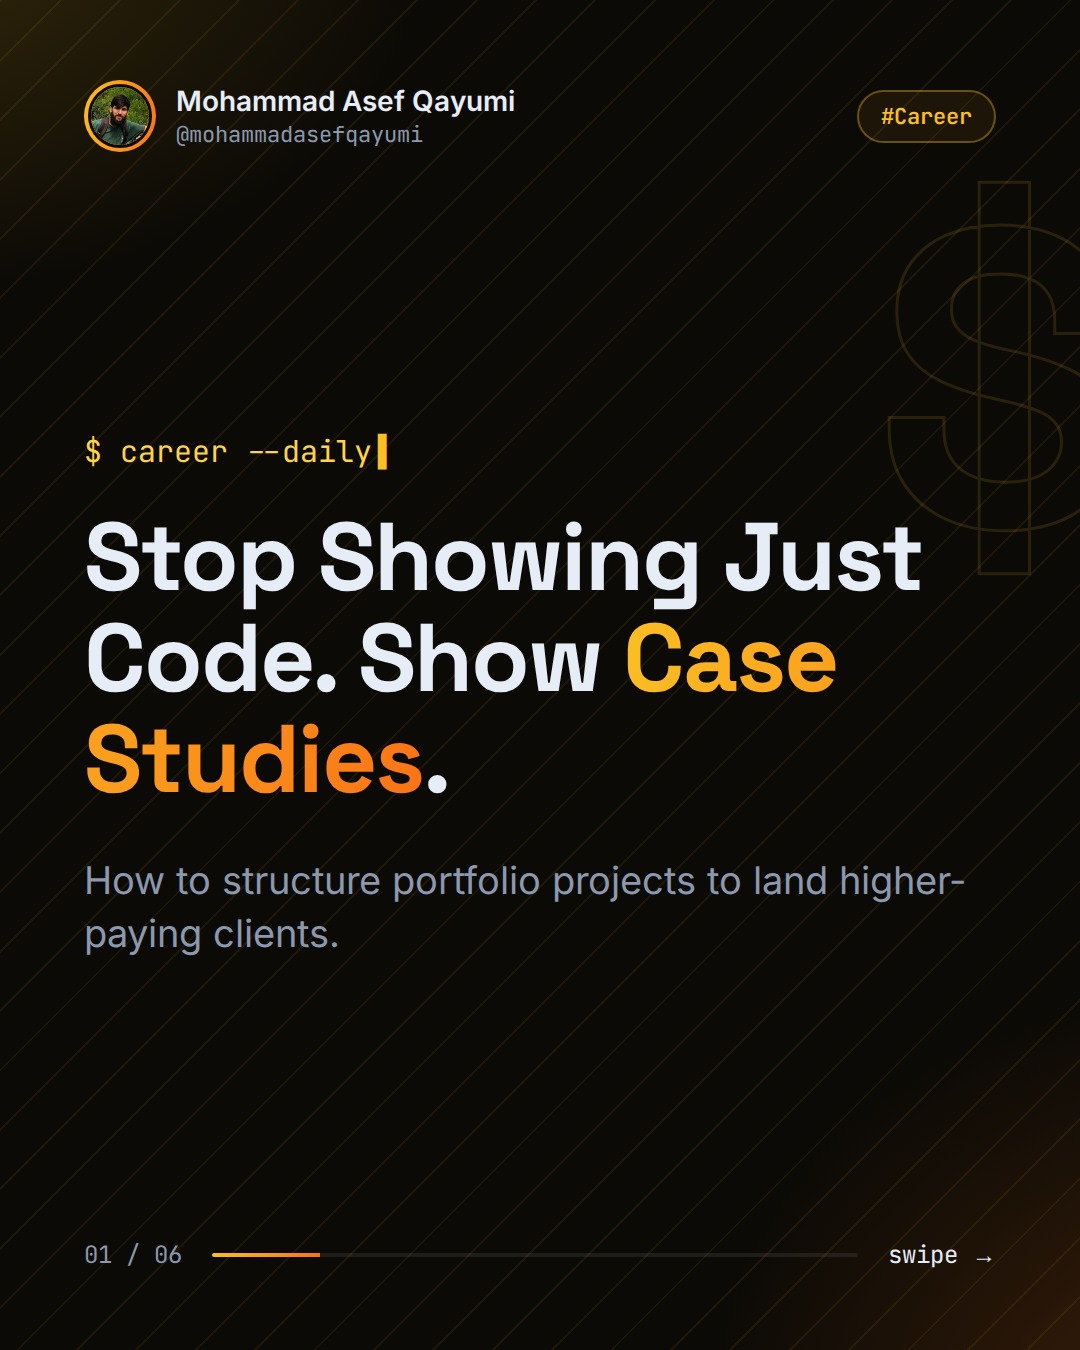 Mohammad Asef Qayumi
@mohammadasefqayumi
#Career
$
$ career --daily
Stop Showing Just
Code. Show Case
Studies.
How to structure portfolio projects to land higher-
paying clients.
01 / 06
swipe →